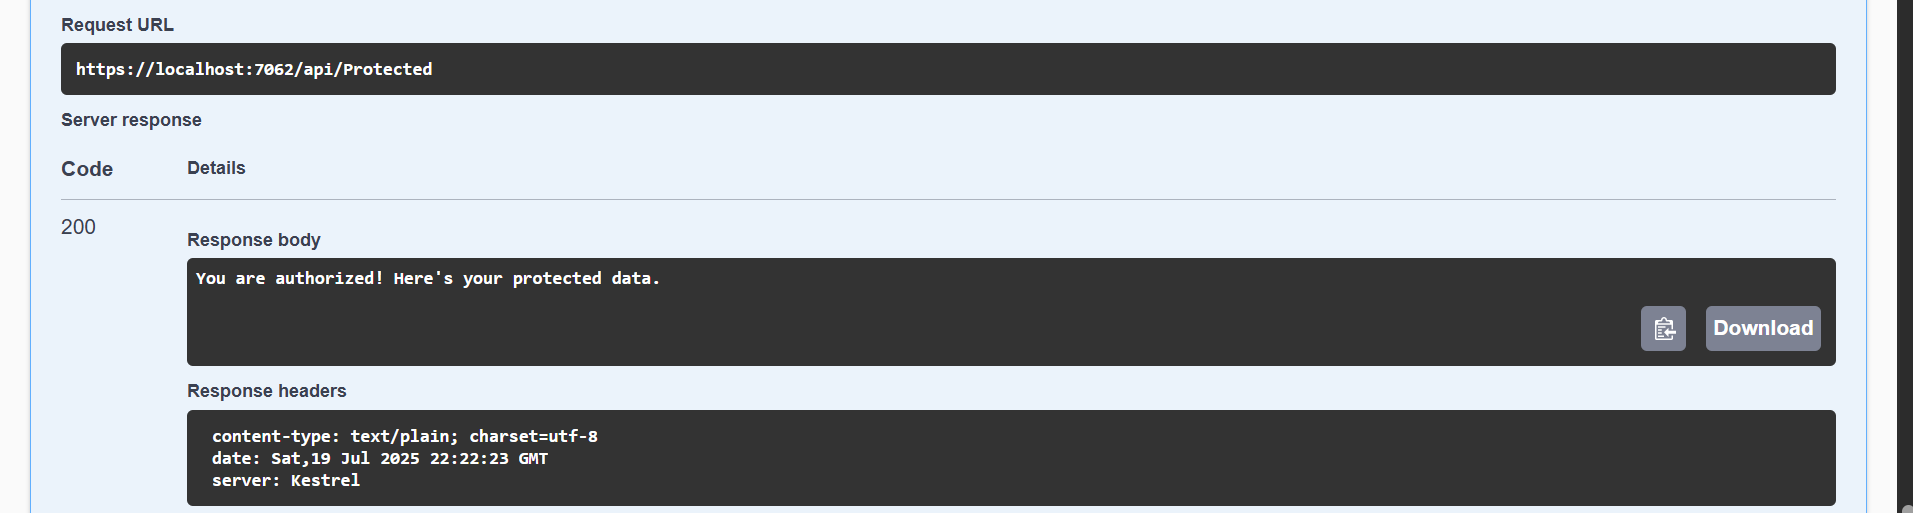 Request URL
https://localhost:7062/api/Protected
Server response
Code Details
200
Response body
You are authorized! Here's your protected data.
Download
Response headers
content-type: text/plain; charset=utf-8
date: Sat,19 Jul 2025 22:22:23 GMT
server: Kestrel